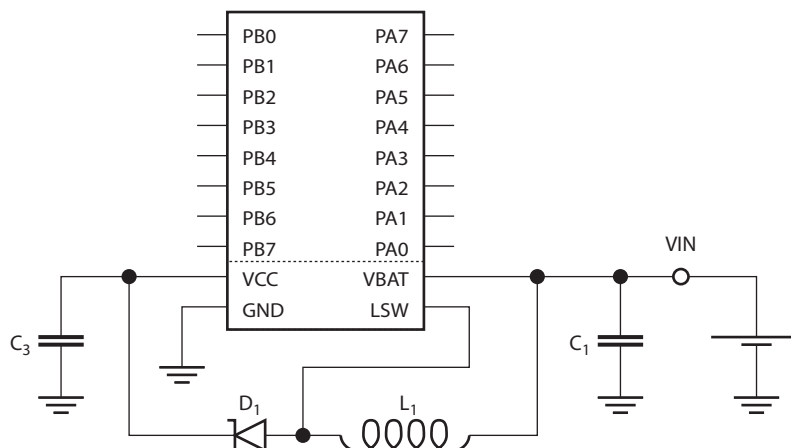 PB0 PA7
PB1 PA6
PB2 PA5
PB3 PA4
PB4 PA3
PB5 PA2
PB6 PA1
PB7 PA0
VIN
VCC VBAT
GND LSW
C3
C1
D1
L1